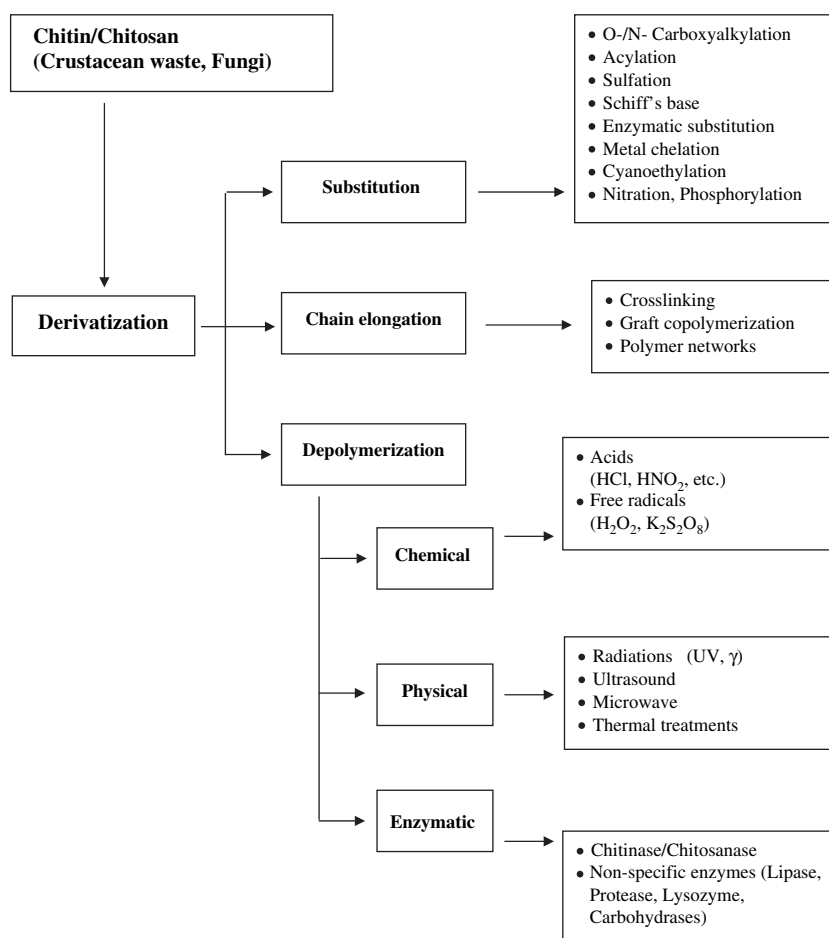 Chitin/Chitosan
(Crustacean waste, Fungi)
• O-/N- Carboxyalkylation
• Acylation
• Sulfation
• Schiff's base
• Enzymatic substitution
• Metal chelation
• Cyanoethylation
• Nitration, Phosphorylation
Substitution
Derivatization
Chain elongation
• Crosslinking
• Graft copolymerization
• Polymer networks
Depolymerization
• Acids
(HCl, HNO₂, etc.)
• Free radicals
(H₂O₂, K₂S₂O₈)
Chemical
• Radiations (UV, γ)
• Ultrasound
• Microwave
• Thermal treatments
Physical
Enzymatic
• Chitinase/Chitosanase
• Non-specific enzymes (Lipase,
Protease, Lysozyme,
Carbohydrases)